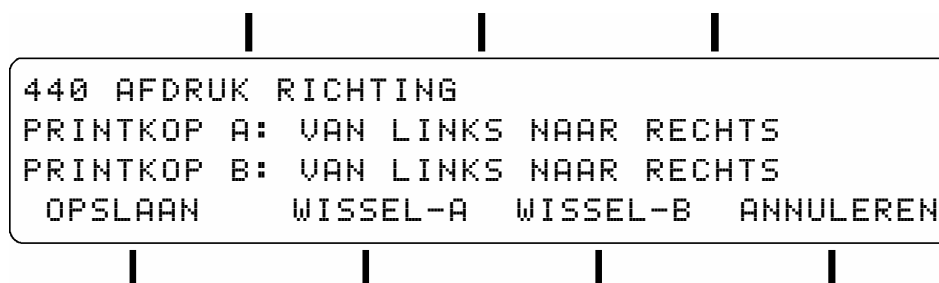 440 AFDRUK RICHTING
PRINTKOP A: VAN LINKS NAAR RECHTS
PRINTKOP B: VAN LINKS NAAR RECHTS
OPSLAAN WISSEL-A WISSEL-B ANNULEREN